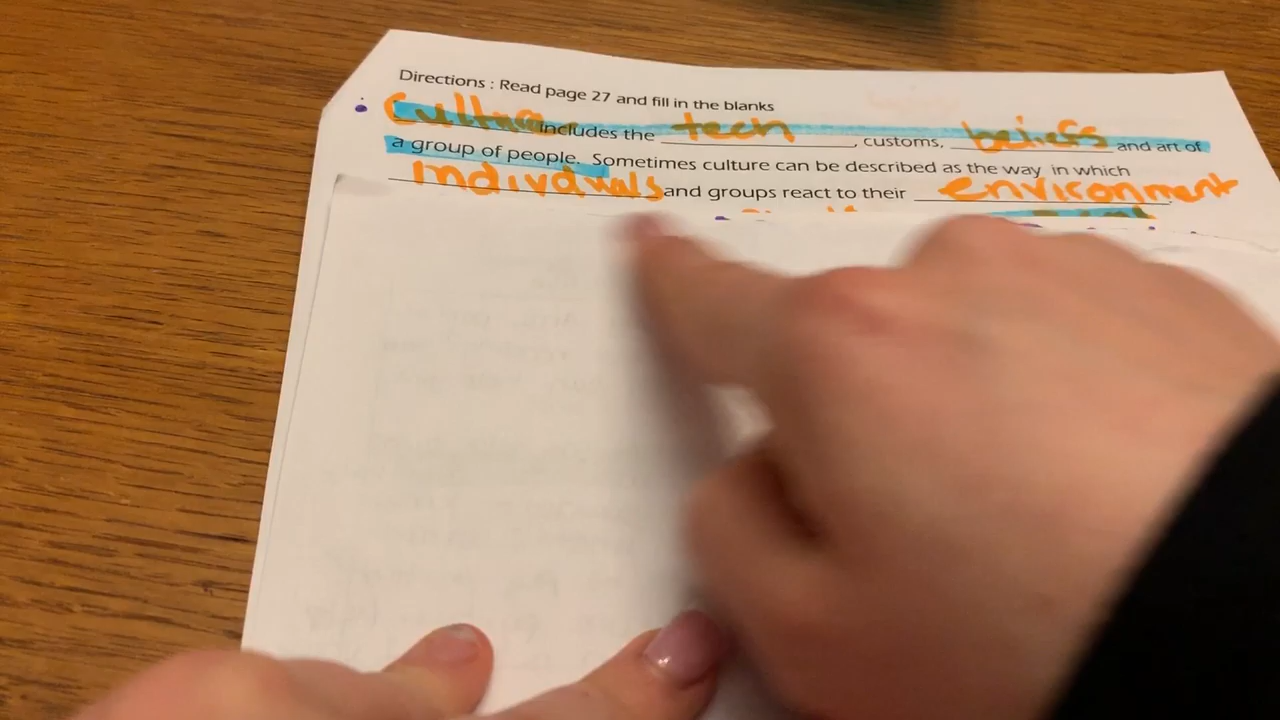 Directions : Read page 27 and fill in the blanks
Culture includes the tech, customs, beliefs and art of
a group of people. Sometimes culture can be described as the way in which
Individuals and groups react to their environment.